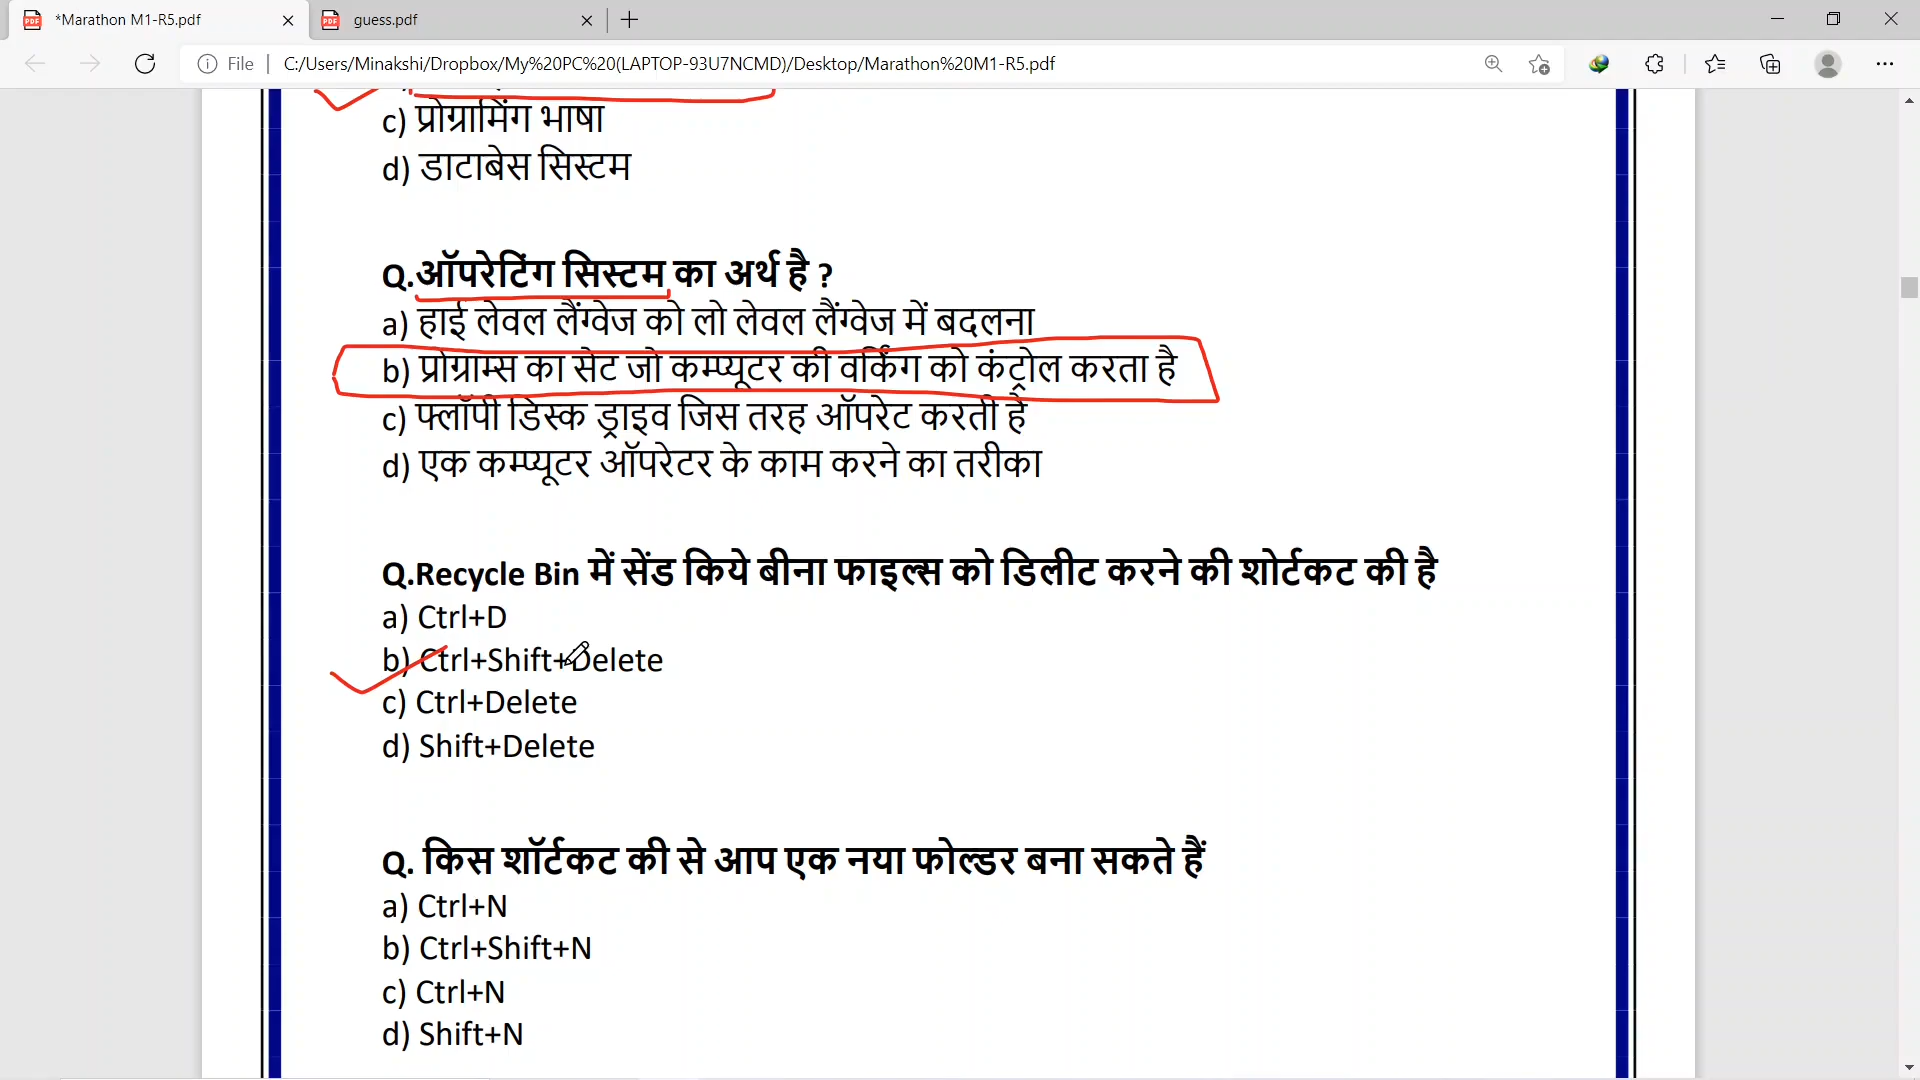 *Marathon M1-R5.pdf
guess.pdf
File
C:/Users/Minakshi/Dropbox/My%20PC%20(LAPTOP-93U7NCMD)/Desktop/Marathon%20M1-R5.pdf
c) प्रोग्रामिंग भाषा
d) डाटाबेस सिस्टम
Q.ऑपरेटिंग सिस्टम का अर्थ है ?
a) हाई लेवल लैंग्वेज को लो लेवल लैंग्वेज में बदलना
b) प्रोग्राम्स का सेट जो कम्प्यूटर की वर्किंग को कंट्रोल करता है
c) फ्लॉपी डिस्क ड्राइव जिस तरह ऑपरेट करती है
d) एक कम्प्यूटर ऑपरेटर के काम करने का तरीका
Q.Recycle Bin में सेंड किये बीना फाइल्स को डिलीट करने की शोर्टकट की है
a) Ctrl+D
b) Ctrl+Shift+Delete
c) Ctrl+Delete
d) Shift+Delete
Q. किस शॉर्टकट की से आप एक नया फोल्डर बना सकते हैं
a) Ctrl+N
b) Ctrl+Shift+N
c) Ctrl+N
d) Shift+N